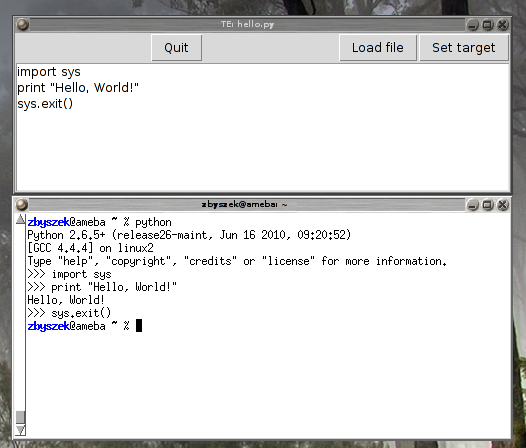 TE: hello.py
Quit
Load file
Set target
import sys
print "Hello, World!"
sys.exit()
zbyszek@ameba: ~
zbyszek@ameba ~ % python
Python 2.6.5+ (release26-maint, Jun 16 2010, 09:20:52)
[GCC 4.4.4] on linux2
Type "help", "copyright", "credits" or "license" for more information.
>>> import sys
>>> print "Hello, World!"
Hello, World!
>>> sys.exit()
zbyszek@ameba ~ %